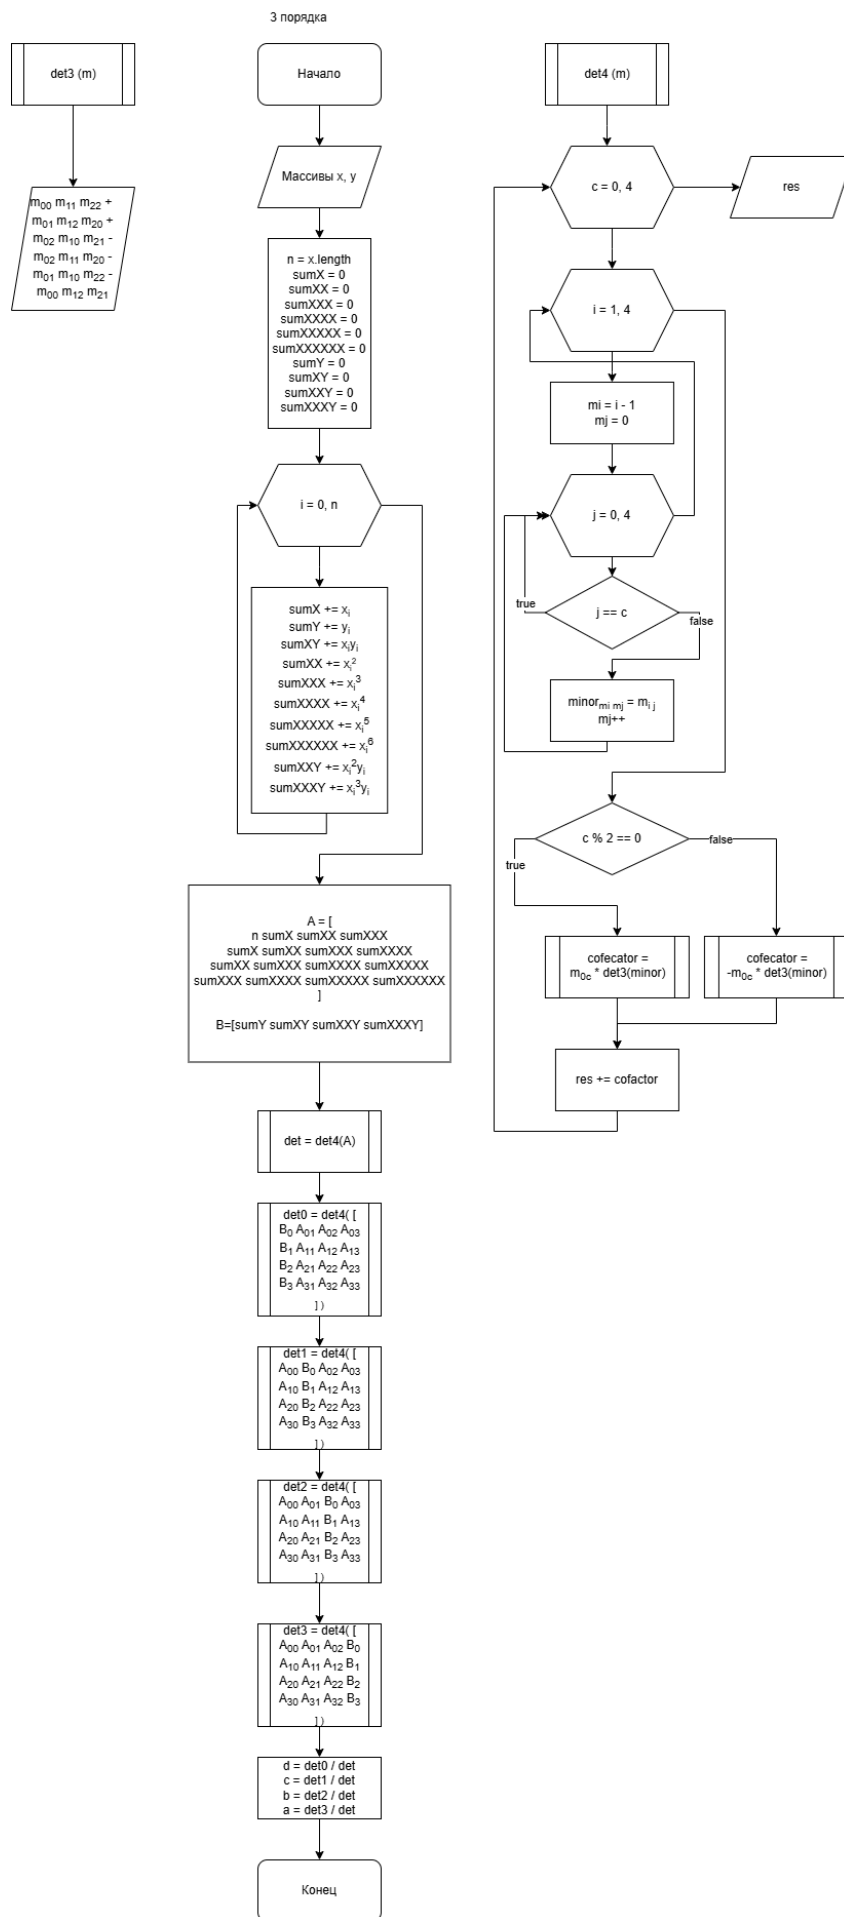 3 порядка
det3 (m)
m00 m11 m22 +
m01 m12 m20 +
m02 m10 m21 -
m02 m11 m20 -
m01 m10 m22 -
m00 m12 m21
Начало
Массивы x, y
n = x.length
sumX = 0
sumXX = 0
sumXXX = 0
sumXXXX = 0
sumXXXXX = 0
sumXXXXXX = 0
sumY = 0
sumXY = 0
sumXXY = 0
sumXXXY = 0
i = 0, n
sumX += xi
sumY += yi
sumXY += xiyi
sumXX += xi²
sumXXX += xi³
sumXXXX += xi⁴
sumXXXXX += xi⁵
sumXXXXXX += xi⁶
sumXXY += xi²yi
sumXXXY += xi³yi
A = [
n sumX sumXX sumXXX
sumX sumXX sumXXX sumXXXX
sumXX sumXXX sumXXXX sumXXXXX
sumXXX sumXXXX sumXXXXX sumXXXXXX
]
B=[sumY sumXY sumXXY sumXXXY]
det = det4(A)
det0 = det4( [
B0 A01 A02 A03
B1 A11 A12 A13
B2 A21 A22 A23
B3 A31 A32 A33
] )
det1 = det4( [
A00 B0 A02 A03
A10 B1 A12 A13
A20 B2 A22 A23
A30 B3 A32 A33
] )
det2 = det4( [
A00 A01 B0 A03
A10 A11 B1 A13
A20 A21 B2 A23
A30 A31 B3 A33
] )
det3 = det4( [
A00 A01 A02 B0
A10 A11 A12 B1
A20 A21 A22 B2
A30 A31 A32 B3
] )
d = det0 / det
c = det1 / det
b = det2 / det
a = det3 / det
Конец
det4 (m)
c = 0, 4
res
i = 1, 4
mi = i - 1
mj = 0
j = 0, 4
j == c
true
false
minormi mj = mi j
mj++
c % 2 == 0
true
false
cofecator =
m0c * det3(minor)
cofecator =
-m0c * det3(minor)
res += cofactor